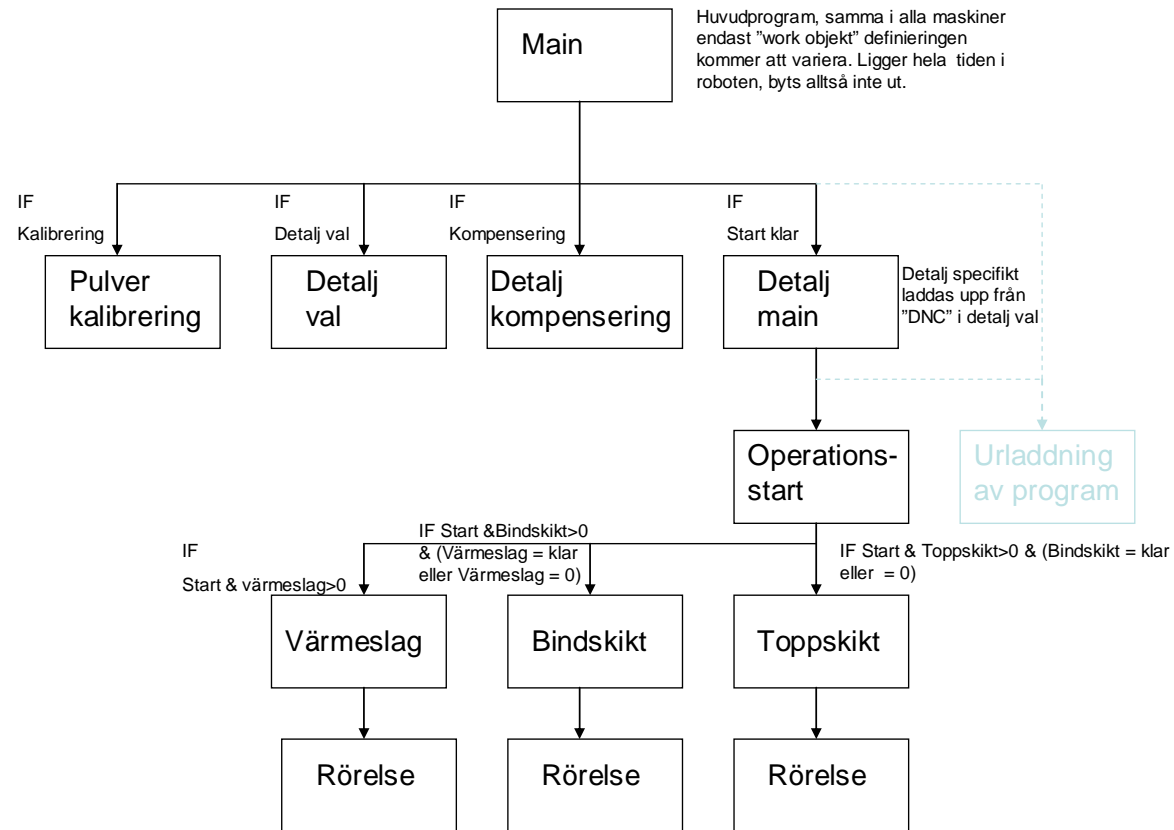 Main
Huvudprogram, samma i alla maskiner
endast ”work objekt” definieringen
kommer att variera. Ligger hela tiden i
roboten, byts alltså inte ut.
IF
Kalibrering
IF
Detalj val
IF
Kompensering
IF
Start klar
Pulver
kalibrering
Detalj
val
Detalj
kompensering
Detalj
main
Detalj specifikt
laddas upp från
”DNC” i detalj val
Operations-
start
Urladdning
av program
IF
Start & värmeslag>0
IF Start &Bindskikt>0
& (Värmeslag = klar
eller Värmeslag = 0)
IF Start & Toppskikt>0 & (Bindskikt = klar
eller = 0)
Värmeslag
Bindskikt
Toppskikt
Rörelse
Rörelse
Rörelse